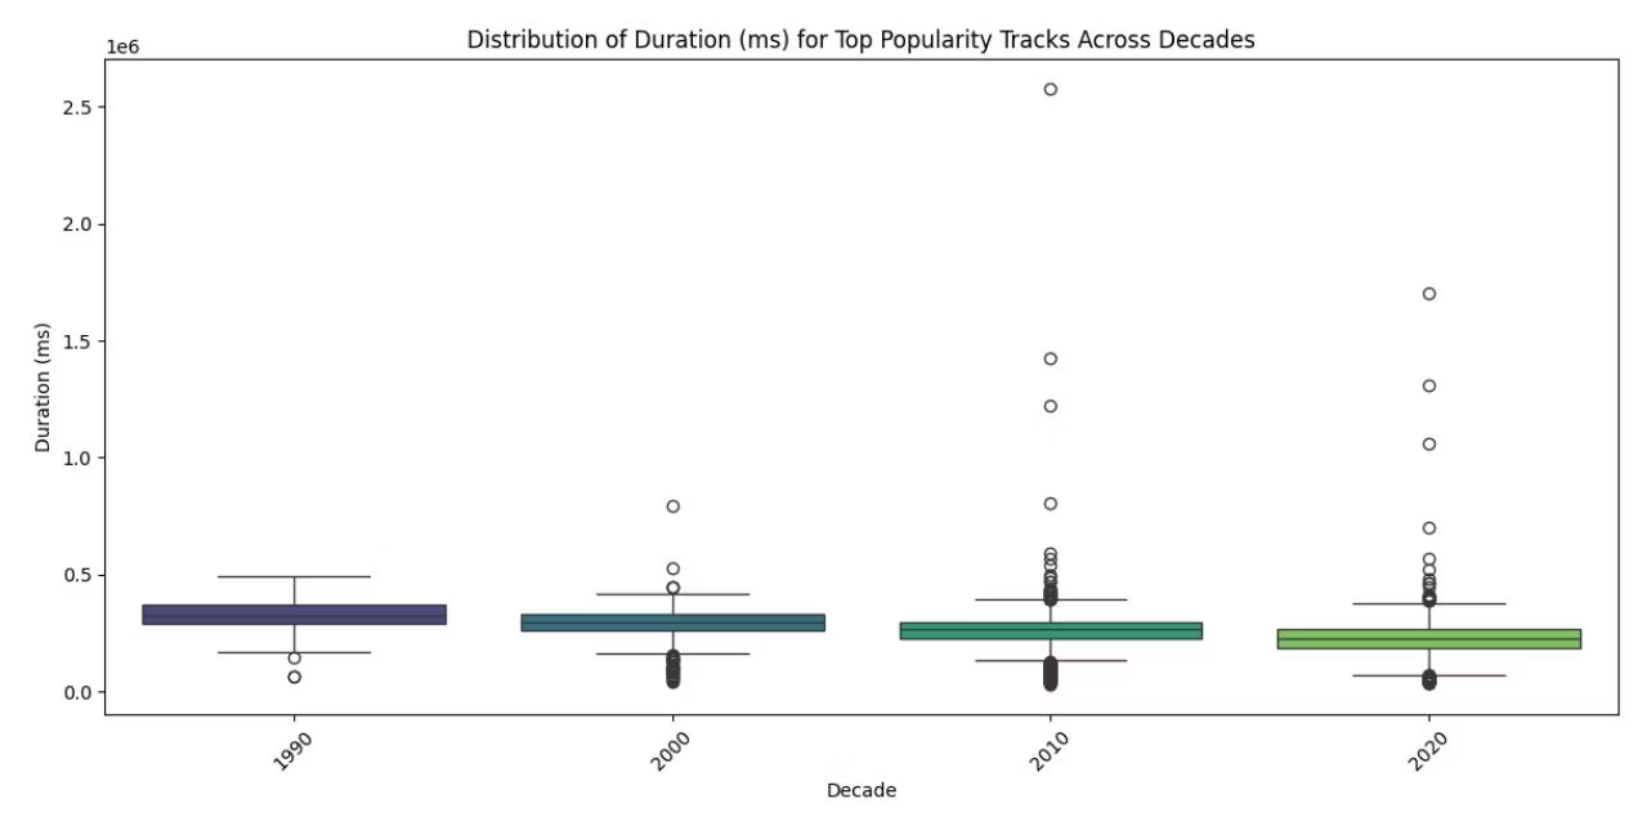 Distribution of Duration (ms) for Top Popularity Tracks Across Decades
1e6
2.5
2.0
1.5
1.0
0.5
0.0
Duration (ms)
1990
2000
2010
2020
Decade